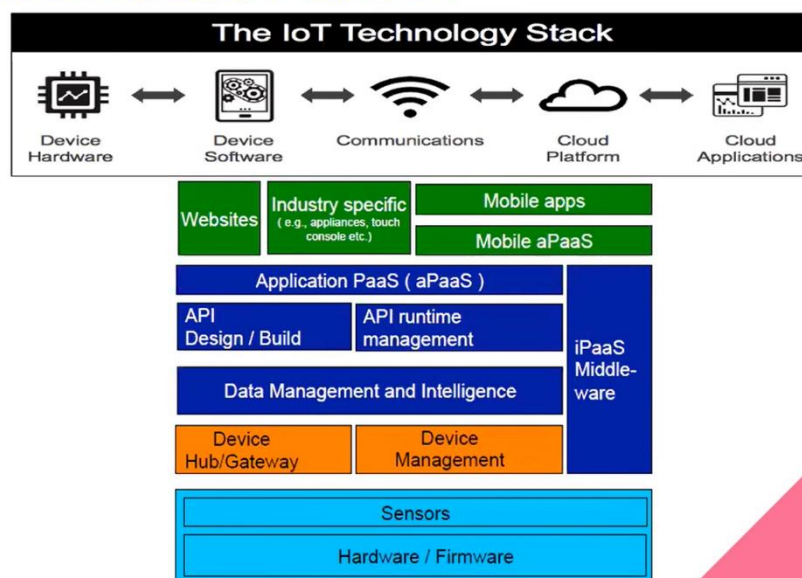 The IoT Technology Stack
Device
Hardware
Device
Software
Communications
Cloud
Platform
Cloud
Applications
Websites
Industry specific
( e.g., appliances, touch
console etc.)
Mobile apps
Mobile aPaaS
Application PaaS ( aPaaS )
API
Design / Build
API runtime
management
iPaaS
Middle-
ware
Data Management and Intelligence
Device
Hub/Gateway
Device
Management
Sensors
Hardware / Firmware